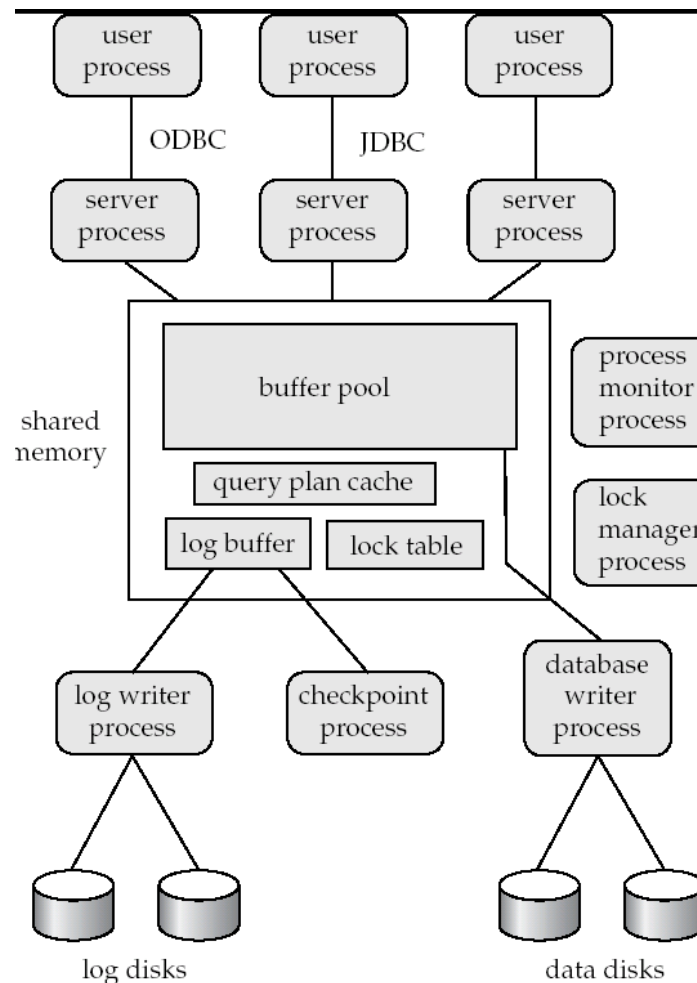 user
process
user
process
user
process
ODBC
JDBC
server
process
server
process
server
process
buffer pool
process
monitor
process
shared
memory
query plan cache
log buffer
lock table
lock
manager
process
log writer
process
checkpoint
process
database
writer
process
log disks
data disks